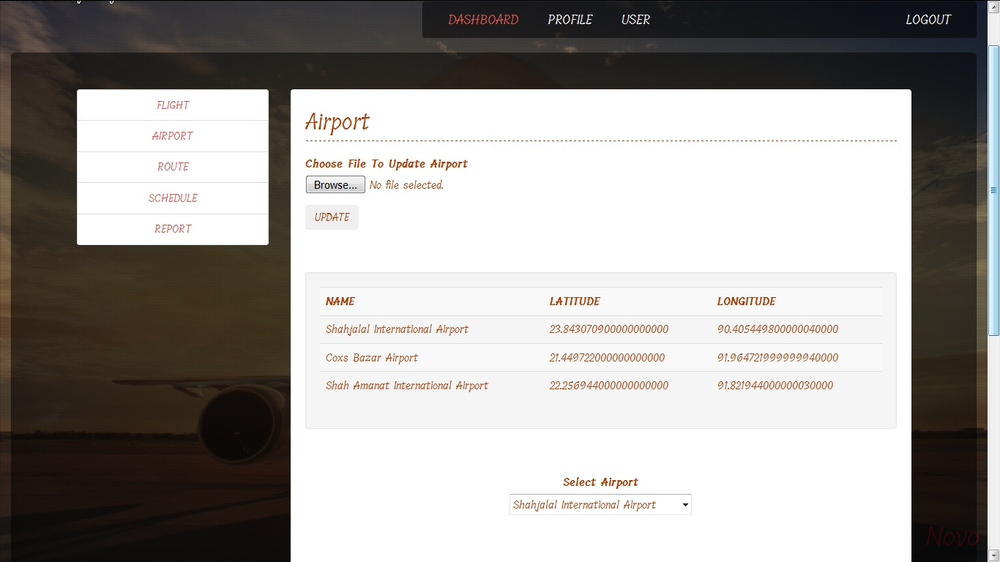 DASHBOARD PROFILE USER LOGOUT
FLIGHT
AIRPORT
ROUTE
SCHEDULE
REPORT
Airport
Choose File To Update Airport
Browse... No file selected.
UPDATE
NAME LATITUDE LONGITUDE
Shahjalal International Airport 23.843070900000000000 90.405449800000040000
Coxs Bazar Airport 21.449722000000000000 91.964721999999940000
Shah Amanat International Airport 22.256944000000000000 91.821944000000030000
Select Airport
Shahjalal International Airport
Novo